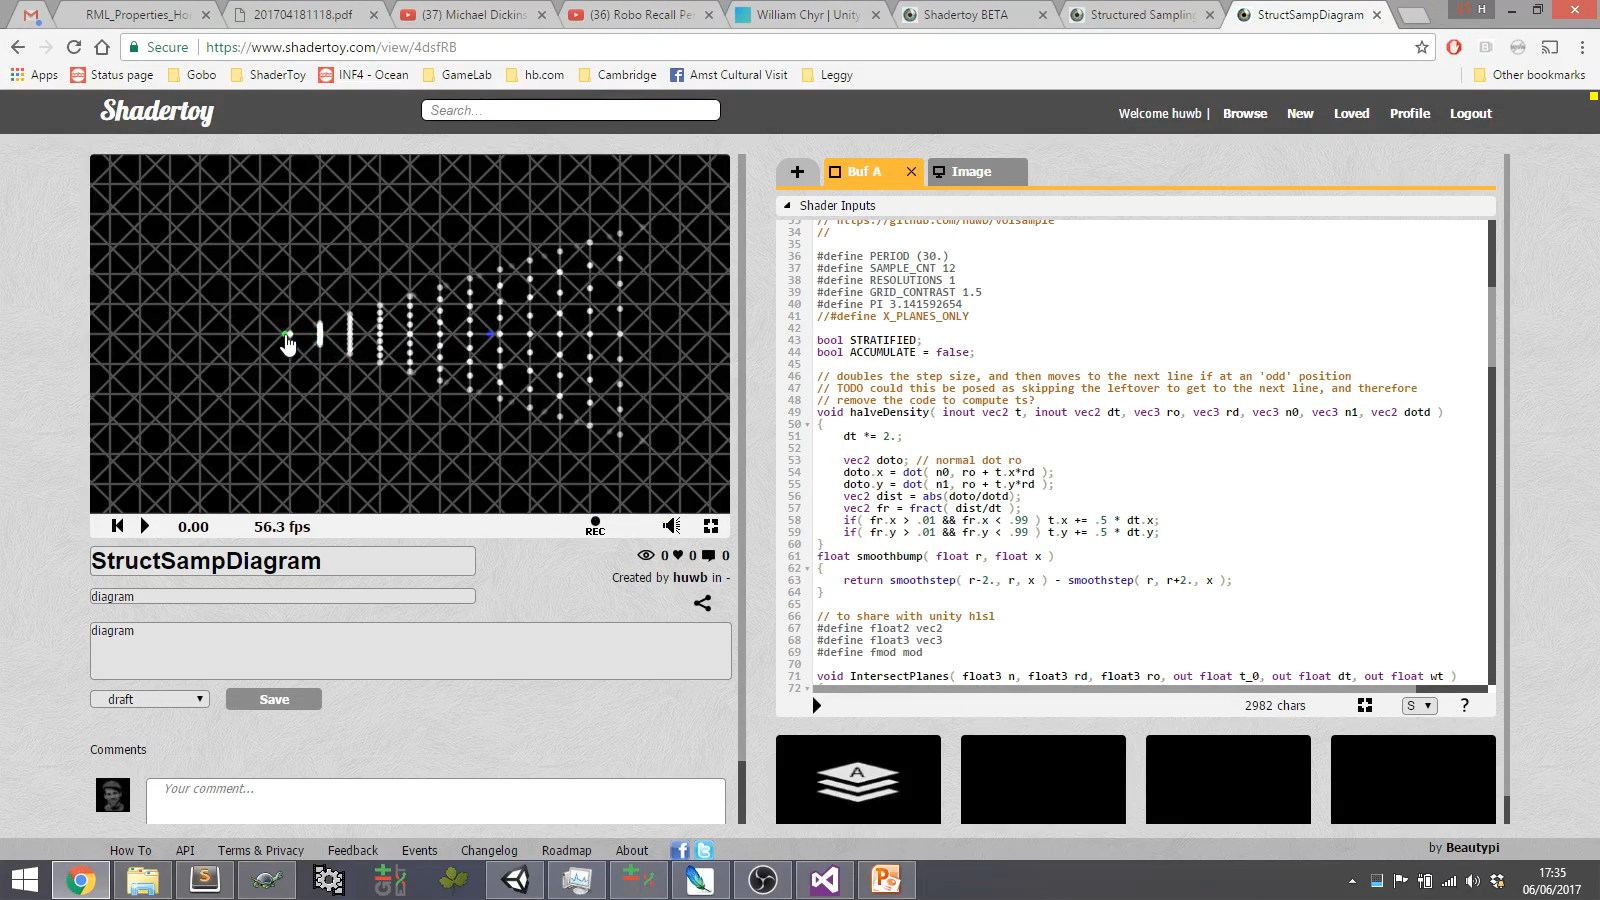 RML_Properties_Ho
201704181118.pdf
(37) Michael Dickins
(36) Robo Recall Per
William Chyr | Unity
Shadertoy BETA
Structured Sampling
StructSampDiagram
H
Secure
https://www.shadertoy.com/view/4dsfRB
Apps
Status page
Gobo
ShaderToy
INF4 - Ocean
GameLab
hb.com
Cambridge
Amst Cultural Visit
Leggy
Other bookmarks
Shadertoy
Search...
Welcome huwb |
Browse
New
Loved
Profile
Logout
Buf A
Image
Shader Inputs
// https://github.com/huwb/volsample
34 //
35
36 #define PERIOD (30.)
37 #define SAMPLE_CNT 12
38 #define RESOLUTIONS 1
39 #define GRID_CONTRAST 1.5
40 #define PI 3.141592654
41 //#define X_PLANES_ONLY
42
43 bool STRATIFIED;
44 bool ACCUMULATE = false;
45
46 // doubles the step size, and then moves to the next line if at an 'odd' position
47 // TODO could this be posed as skipping the leftover to get to the next line, and therefore
48 // remove the code to compute ts?
49 void halveDensity( inout vec2 t, inout vec2 dt, vec3 ro, vec3 rd, vec3 n0, vec3 n1, vec2 dotd )
50 {
51 dt *= 2.;
52
53 vec2 doto; // normal dot ro
54 doto.x = dot( n0, ro + t.x*rd );
55 doto.y = dot( n1, ro + t.y*rd );
56 vec2 dist = abs(doto/dotd);
57 vec2 fr = fract( dist/dt );
58 if( fr.x > .01 && fr.x < .99 ) t.x += .5 * dt.x;
59 if( fr.y > .01 && fr.y < .99 ) t.y += .5 * dt.y;
60 }
61 float smoothbump( float r, float x )
62 {
63 return smoothstep( r-2., r, x ) - smoothstep( r, r+2., x );
64 }
65
66 // to share with unity hlsl
67 #define float2 vec2
68 #define float3 vec3
69 #define fmod mod
70
71 void IntersectPlanes( float3 n, float3 rd, float3 ro, out float t_0, out float dt, out float wt )
72
2982 chars
S
?
0.00
56.3 fps
REC
StructSampDiagram
0
0
0
Created by huwb in -
diagram
diagram
draft
Save
Comments
Your comment...
A
How To
API
Terms & Privacy
Feedback
Events
Changelog
Roadmap
About
by Beautypi
17:35
06/06/2017